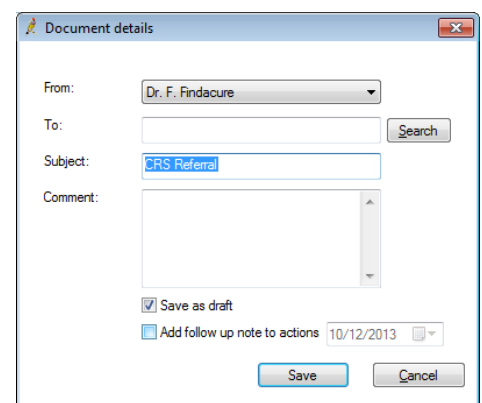 Document details
From: Dr. F. Findacure
To: Search
Subject: CRS Referral
Comment:
Save as draft
Add follow up note to actions 10/12/2013
Save Cancel